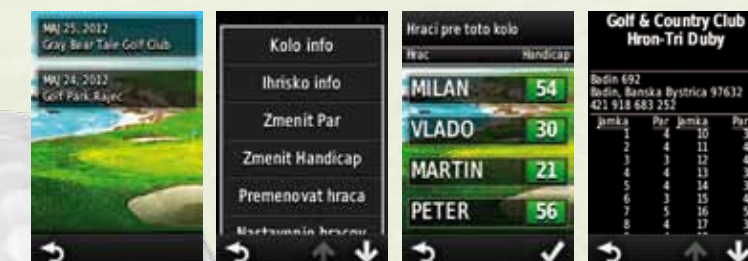 MAJ 25, 2012
Gray Bear Tale Golf Club
MAJ 24, 2012
Golf Park Rajec
Kolo info
Ihrisko info
Zmenit Par
Zmenit Handicap
Premenovat hraca
Nastavenie hracov
Hraci pre toto kolo
Hrac Handicap
MILAN 54
VLADO 30
MARTIN 21
PETER 56
Golf & Country Club
Hron-Tri Duby
Badin 692
Badin, Banska Bystrica 97632
421 918 683 252
Jamka Par Jamka Par
1 4 10
2 4 11
3 3 12
4 4 13
5 4 14
6 3 15
7 5 16
8 4 17